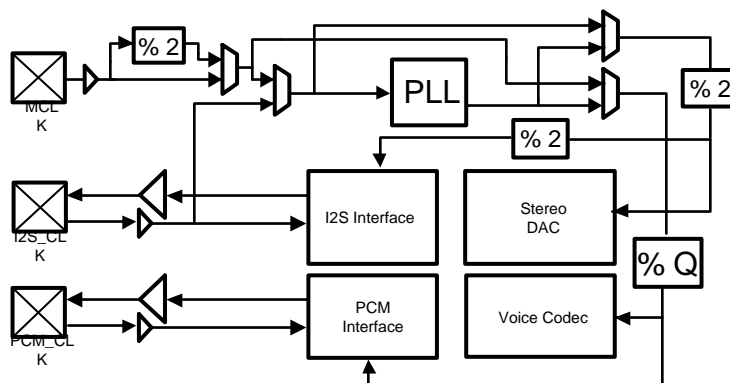 % 2
MCL
K
PLL
% 2
% 2
I2S_CL
K
I2S Interface
Stereo
DAC
% Q
PCM_CL
K
PCM
Interface
Voice Codec